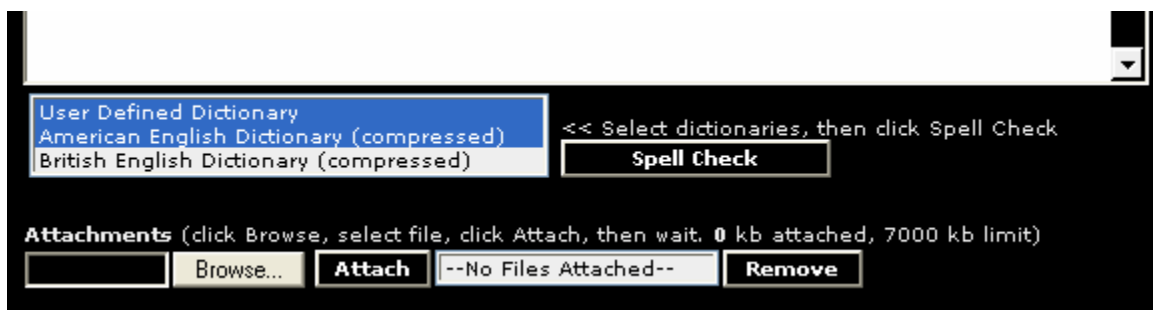 User Defined Dictionary
American English Dictionary (compressed)
British English Dictionary (compressed)
<< Select dictionaries, then click Spell Check
Spell Check
Attachments (click Browse, select file, click Attach, then wait. 0 kb attached, 7000 kb limit)
Browse... Attach --No Files Attached-- Remove